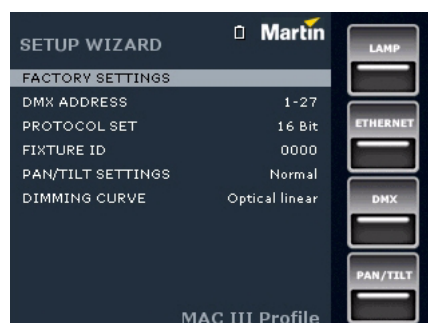 SETUP WIZARD
Martin
FACTORY SETTINGS
DMX ADDRESS 1-27
PROTOCOL SET 16 Bit
FIXTURE ID 0000
PAN/TILT SETTINGS Normal
DIMMING CURVE Optical linear
MAC III Profile
LAMP
ETHERNET
DMX
PAN/TILT